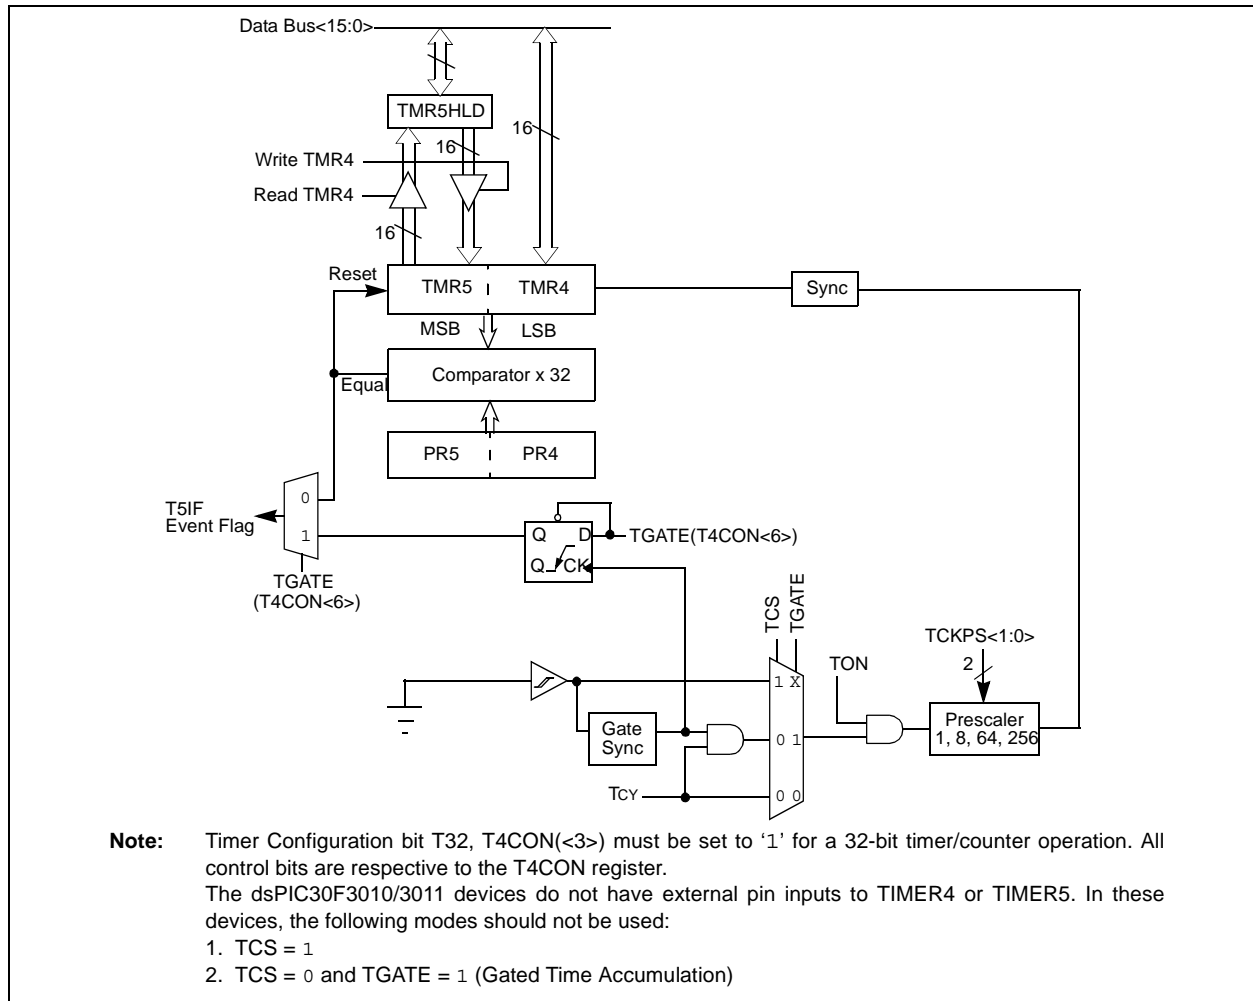 Data Bus<15:0>
TMR5HLD
16
16
Write TMR4
Read TMR4
16
Reset
TMR5
TMR4
Sync
MSB
LSB
Equal
Comparator x 32
PR5
PR4
0
T5IF
Event Flag
1
Q
D
TGATE(T4CON<6>)
Q
CK
TGATE
(T4CON<6>)
TCS
TGATE
TCKPS<1:0>
2
TON
1 X
Gate
Sync
0 1
Prescaler
1, 8, 64, 256
TCY
0 0
Note: Timer Configuration bit T32, T4CON(<3>) must be set to '1' for a 32-bit timer/counter operation. All
control bits are respective to the T4CON register.
The dsPIC30F3010/3011 devices do not have external pin inputs to TIMER4 or TIMER5. In these
devices, the following modes should not be used:
1. TCS = 1
2. TCS = 0 and TGATE = 1 (Gated Time Accumulation)